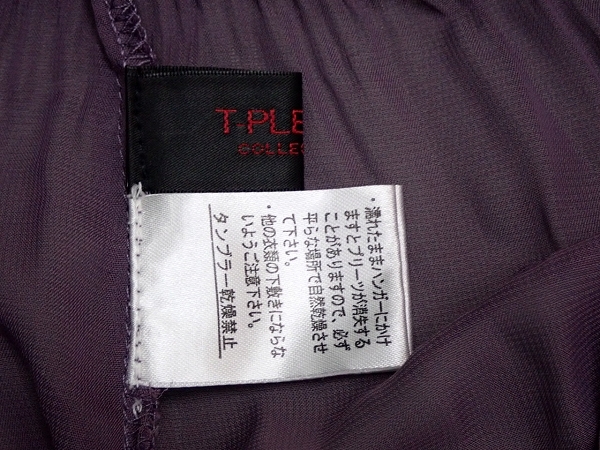 T-PLE
COLLEC
・濡れたままハンガーにかけ
ますとプリーツが消失する
ことがありますので、必ず
平らな場所で自然乾燥させ
て下さい。
・他の衣類の下敷きにならな
いようご注意下さい。
タンブラー乾燥禁止